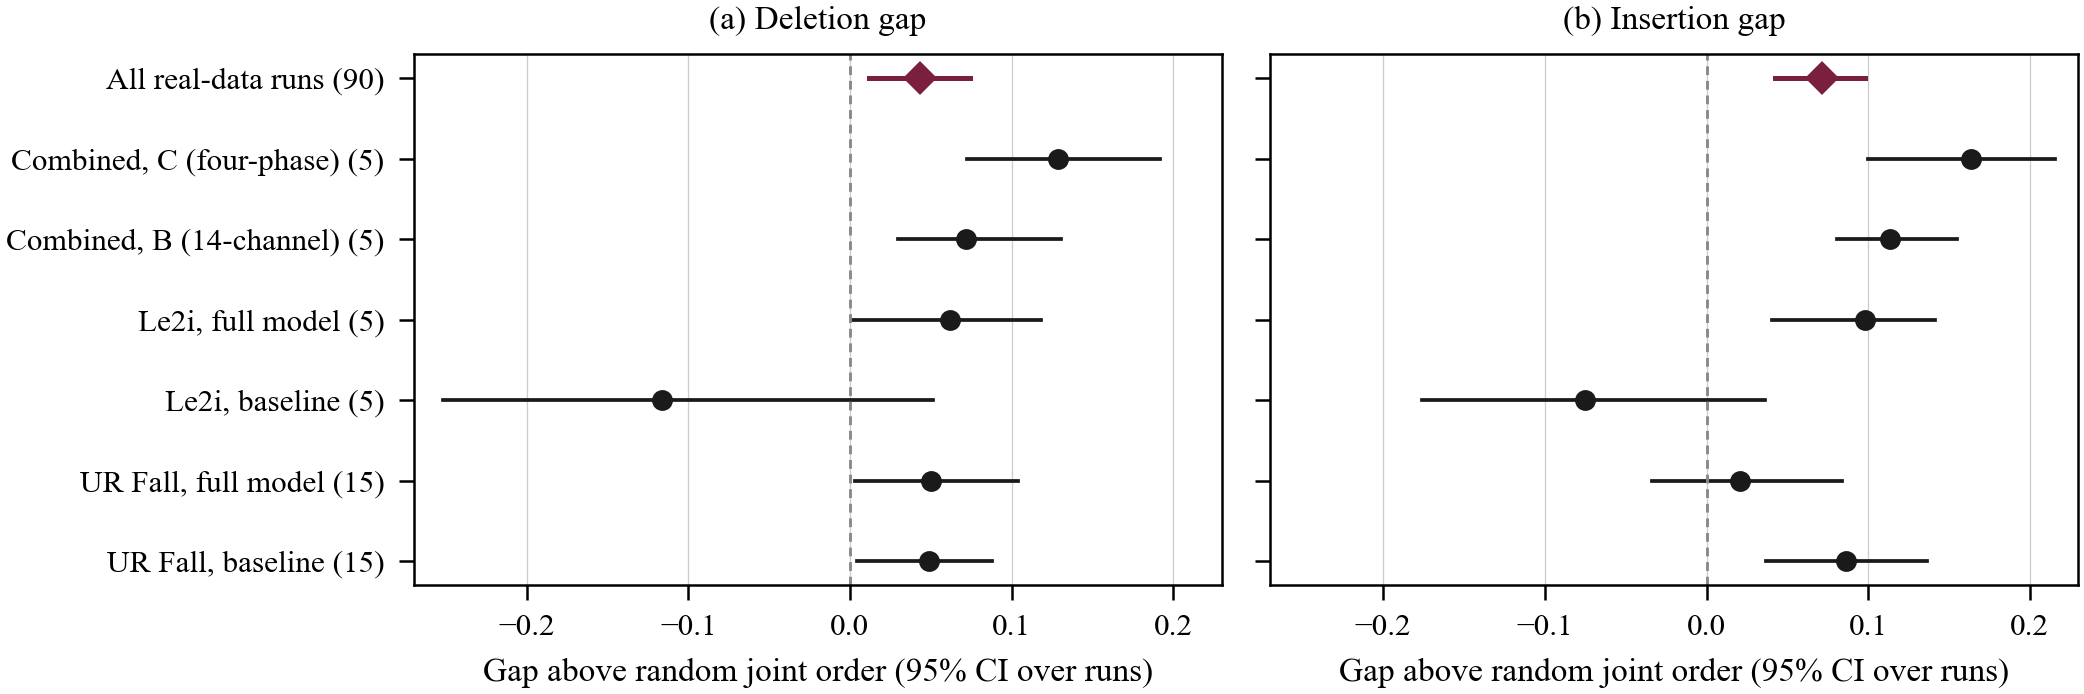 (a) Deletion gap
(b) Insertion gap
All real-data runs (90)
Combined, C (four-phase) (5)
Combined, B (14-channel) (5)
Le2i, full model (5)
Le2i, baseline (5)
UR Fall, full model (15)
UR Fall, baseline (15)
−0.2 −0.1 0.0 0.1 0.2
−0.2 −0.1 0.0 0.1 0.2
Gap above random joint order (95% CI over runs)
Gap above random joint order (95% CI over runs)